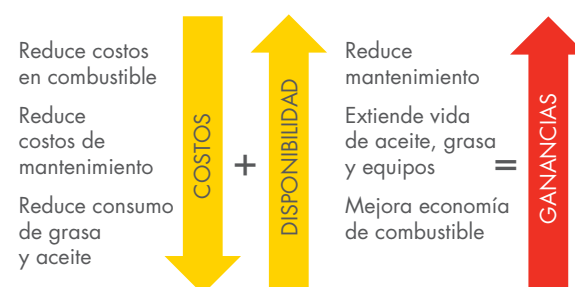 Reduce costos
en combustible
Reduce
costos de
mantenimiento
Reduce consumo
de grasa
y aceite
COSTOS
+
DISPONIBILIDAD
Reduce
mantenimiento
Extiende vida
de aceite, grasa
y equipos
Mejora economía
de combustible
=
GANANCIAS